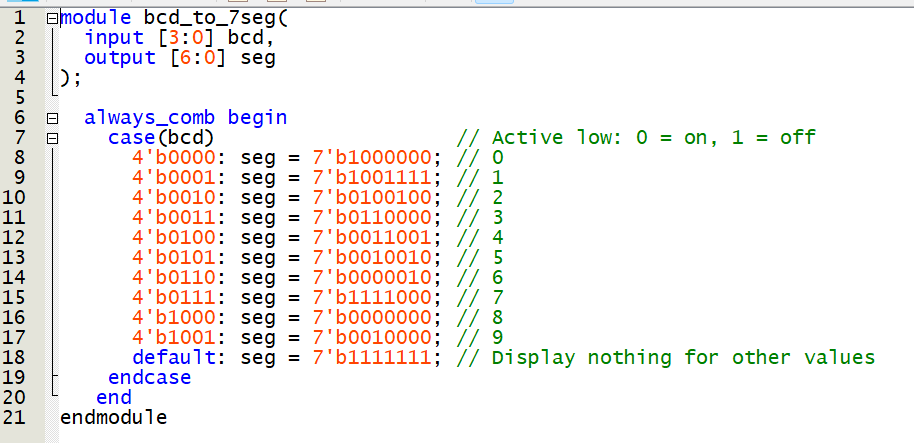 1 module bcd_to_7seg(
2   input [3:0] bcd,
3   output [6:0] seg
4 );
5
6   always_comb begin
7     case(bcd)                    // Active low: 0 = on, 1 = off
8       4'b0000: seg = 7'b1000000; // 0
9       4'b0001: seg = 7'b1001111; // 1
10       4'b0010: seg = 7'b0100100; // 2
11       4'b0011: seg = 7'b0110000; // 3
12       4'b0100: seg = 7'b0011001; // 4
13       4'b0101: seg = 7'b0010010; // 5
14       4'b0110: seg = 7'b0000010; // 6
15       4'b0111: seg = 7'b1111000; // 7
16       4'b1000: seg = 7'b0000000; // 8
17       4'b1001: seg = 7'b0010000; // 9
18       default: seg = 7'b1111111; // Display nothing for other values
19     endcase
20    end
21 endmodule